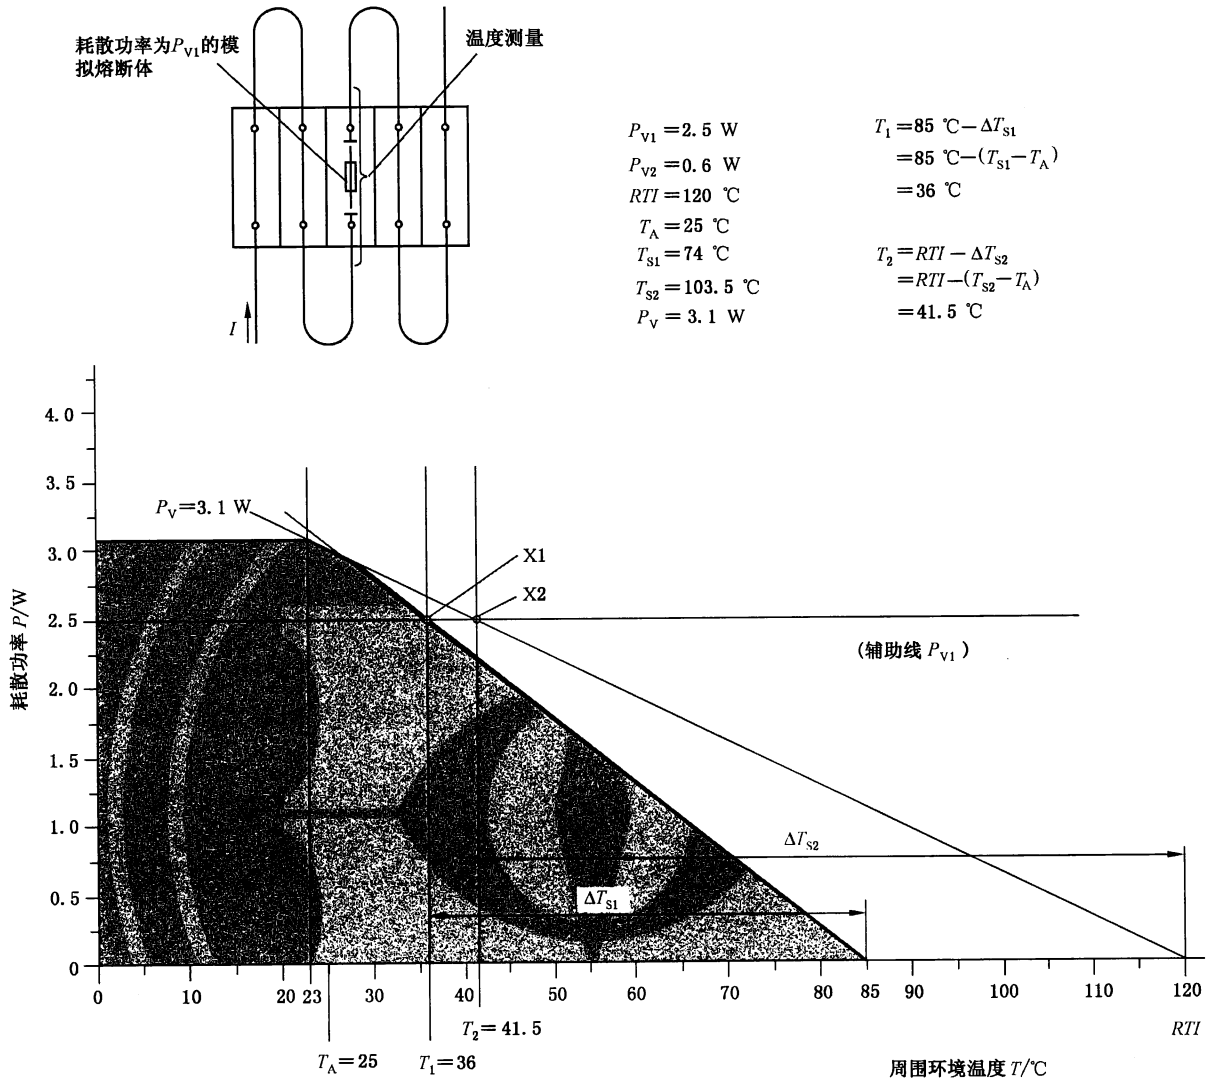 耗散功率为PV1的模
拟熔断体
温度测量
I
PV1=2.5 W
PV2=0.6 W
RTI=120 ℃
TA=25 ℃
TS1=74 ℃
TS2=103.5 ℃
PV=3.1 W
T1=85 ℃-ΔTS1
=85 ℃-(TS1-TA)
=36 ℃
T2=RTI-ΔTS2
=RTI-(TS2-TA)
=41.5 ℃
耗散功率 P/W
4.0
3.5
3.0
2.5
2.0
1.5
1.0
0.5
0
PV=3.1 W
X1
X2
(辅助线 PV1)
ΔTS2
ΔTS1
0 10 20 23 30 40 50 60 70 80 85 90 100 110 120
T2=41.5
RTI
TA=25
T1=36
周围环境温度 T/℃